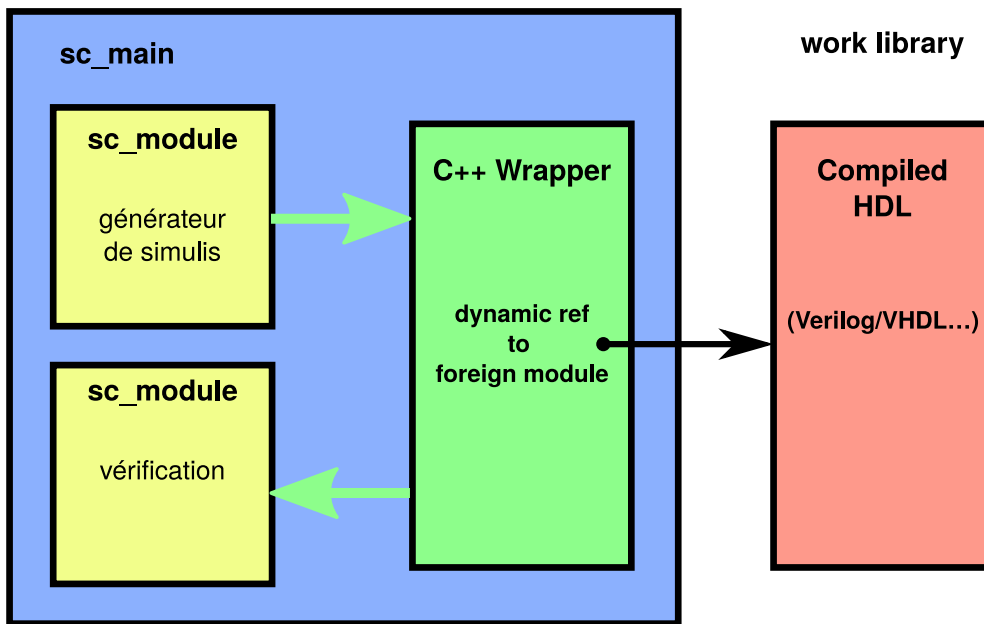 sc_main
work library
sc_module
générateur
de simulis
C++ Wrapper
dynamic ref
to
foreign module
Compiled
HDL
(Verilog/VHDL…)
sc_module
vérification